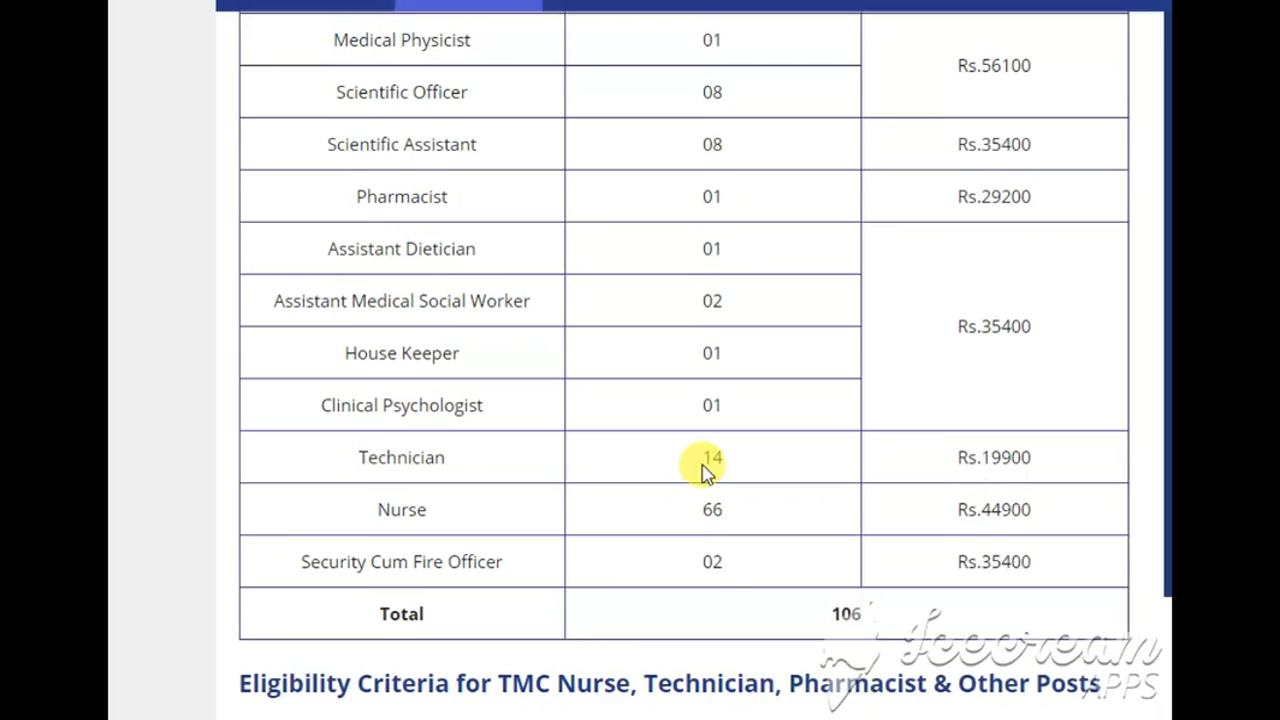 Medical Physicist 01 Rs.56100
Scientific Officer 08
Scientific Assistant 08 Rs.35400
Pharmacist 01 Rs.29200
Assistant Dietician 01 Rs.35400
Assistant Medical Social Worker 02
House Keeper 01
Clinical Psychologist 01
Technician 14 Rs.19900
Nurse 66 Rs.44900
Security Cum Fire Officer 02 Rs.35400
Total 106
Eligibility Criteria for TMC Nurse, Technician, Pharmacist & Other Posts
Icecream
APPS